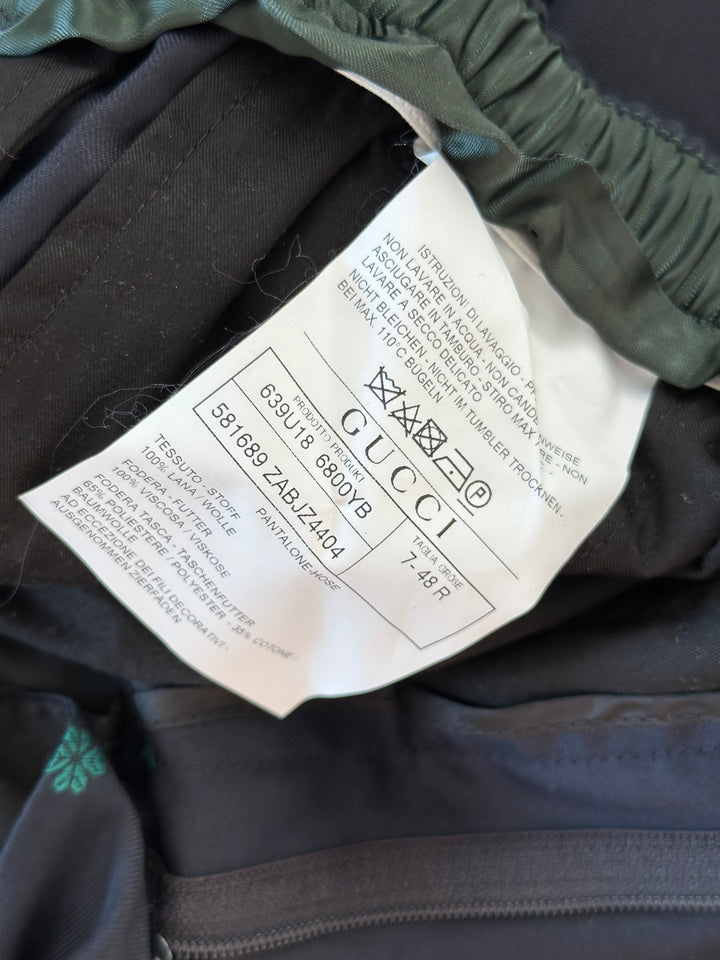 ISTRUZIONI DI LAVAGGIO
NON LAVARE IN ACQUA - NON
ASCIUGARE IN TAMBURO - STIRO MAX
LAVARE A SECCO DELICATO
NICHT BLEICHEN - NICHT IM TUMBLER TROCKNEN -
BEI MAX. 110°C BÜGELN
P
GUCCI
PRODOTTO PRODUKT
639U18 6800YB
TAGLIA GRÖßE
7-48 R
581689 ZABJZ4404
PANTALONE-HOSE
TESSUTO - STOFF
100% LANA / WOLLE
FODERA - FUTTER
100% VISCOSA / VISKOSE
FODERA TASCA - TASCHENFUTTER
65% POLIESTERE / POLYESTER - 35% COTONE /
BAUMWOLLE
AD ECCEZIONE DEI FILI DECORATIVI -
AUSGENOMMEN ZIERFÄDEN